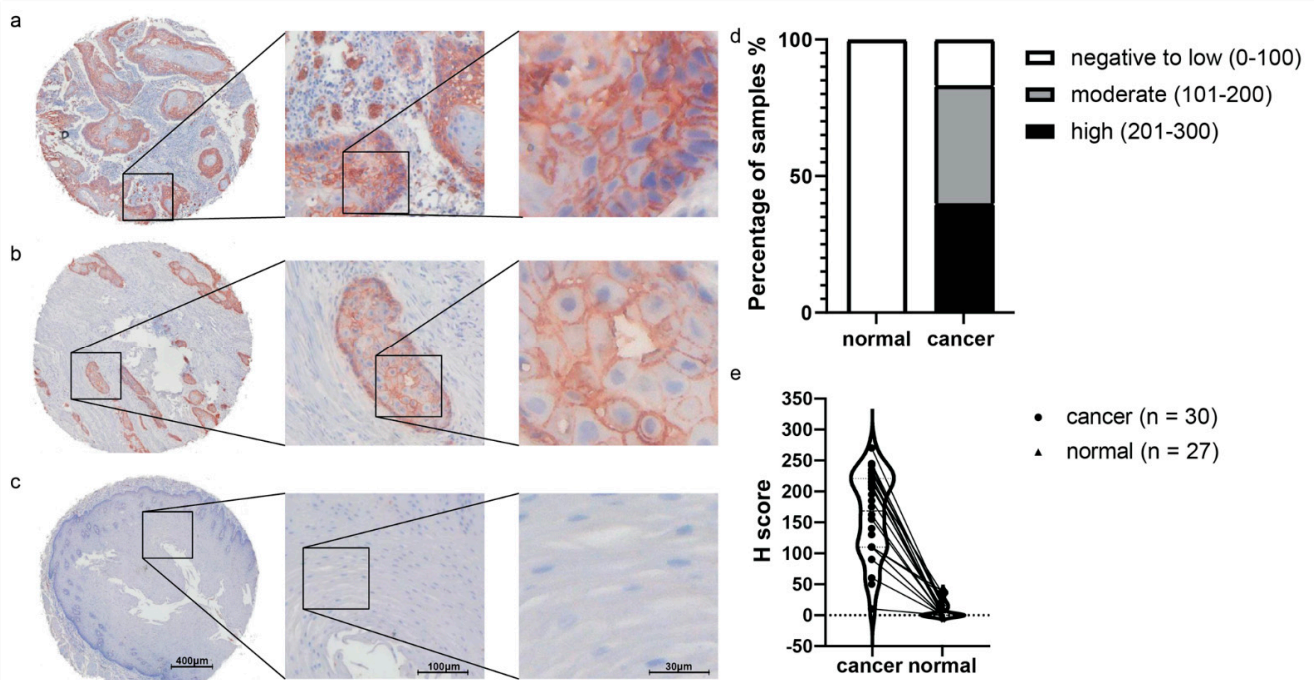 a
b
c
400μm
100μm
30μm
d
Percentage of samples %
100
50
0
normal
cancer
negative to low (0-100)
moderate (101-200)
high (201-300)
e
H score
350
300
250
200
150
100
50
0
-50
cancer normal
cancer (n = 30)
normal (n = 27)